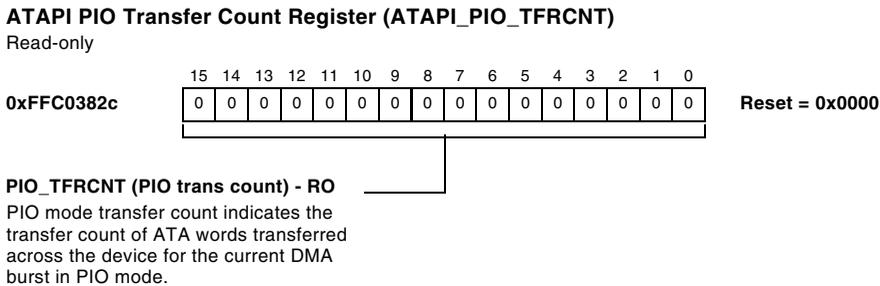 ATAPI PIO Transfer Count Register (ATAPI_PIO_TFRCNT)
Read-only
15 14 13 12 11 10 9 8 7 6 5 4 3 2 1 0
0xFFC0382c 0 0 0 0 0 0 0 0 0 0 0 0 0 0 0 0 Reset = 0x0000
PIO_TFRCNT (PIO trans count) - RO
PIO mode transfer count indicates the
transfer count of ATA words transferred
across the device for the current DMA
burst in PIO mode.